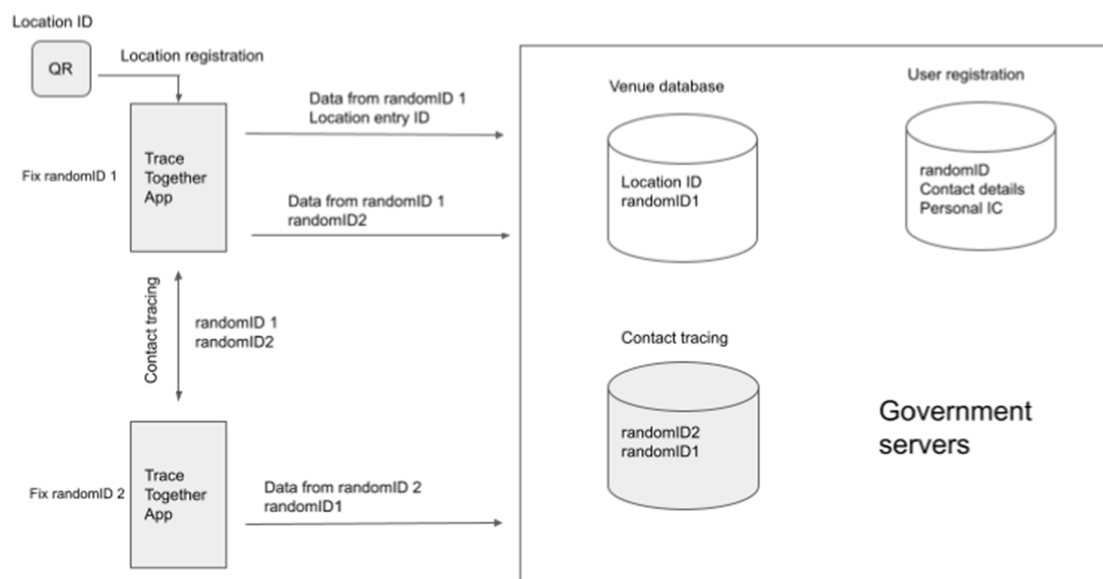 Location ID
QR
Location registration
Fix randomID 1
Trace
Together
App
Data from randomID 1
Location entry ID
Data from randomID 1
randomID2
Contact tracing
randomID 1
randomID2
Fix randomID 2
Trace
Together
App
Data from randomID 2
randomID1
Venue database
Location ID
randomID1
User registration
randomID
Contact details
Personal IC
Contact tracing
randomID2
randomID1
Government
servers